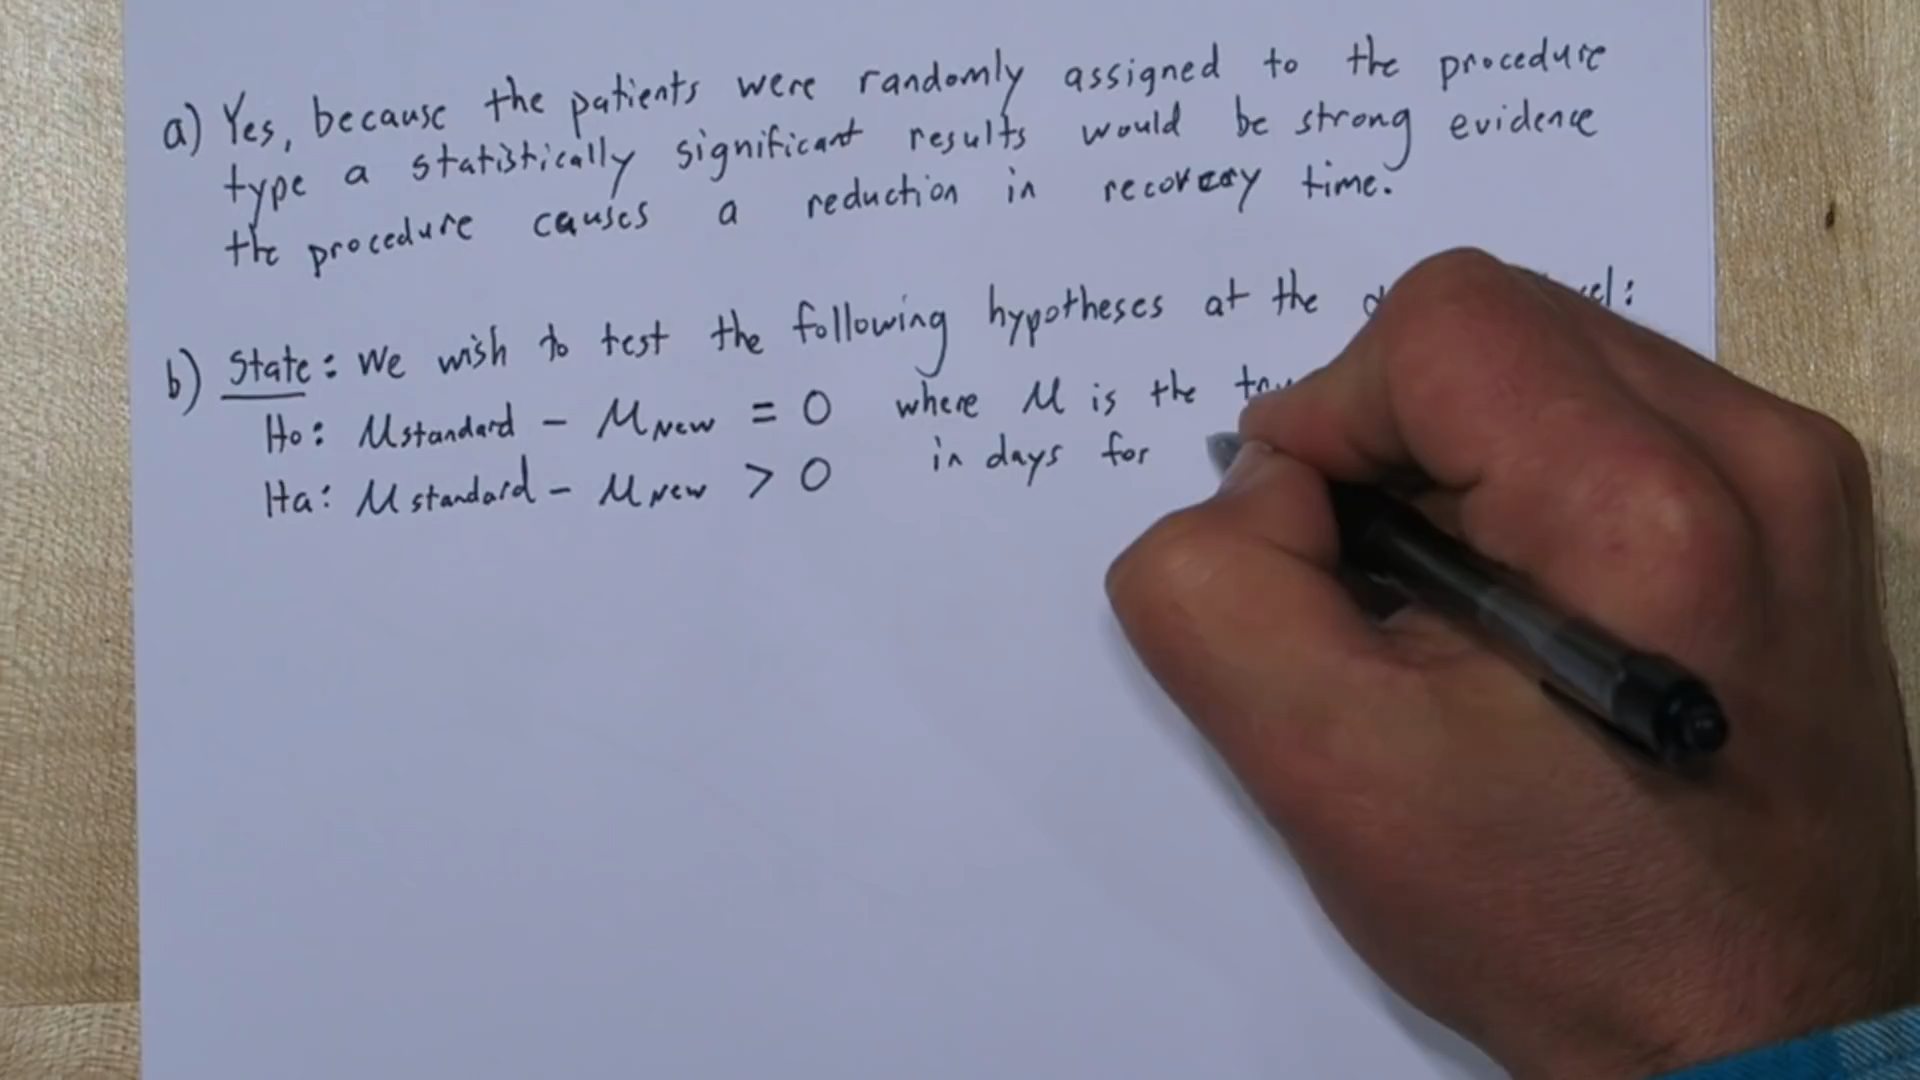 a) Yes, because the patients were randomly assigned to the procedure
type a statistically significant results would be strong evidence
the procedure causes a reduction in recovery time.
b) State: We wish to test the following hypotheses at the
Ho: μstandard - μNew = 0 where μ is the
Ha: μstandard - μNew > 0 in days for